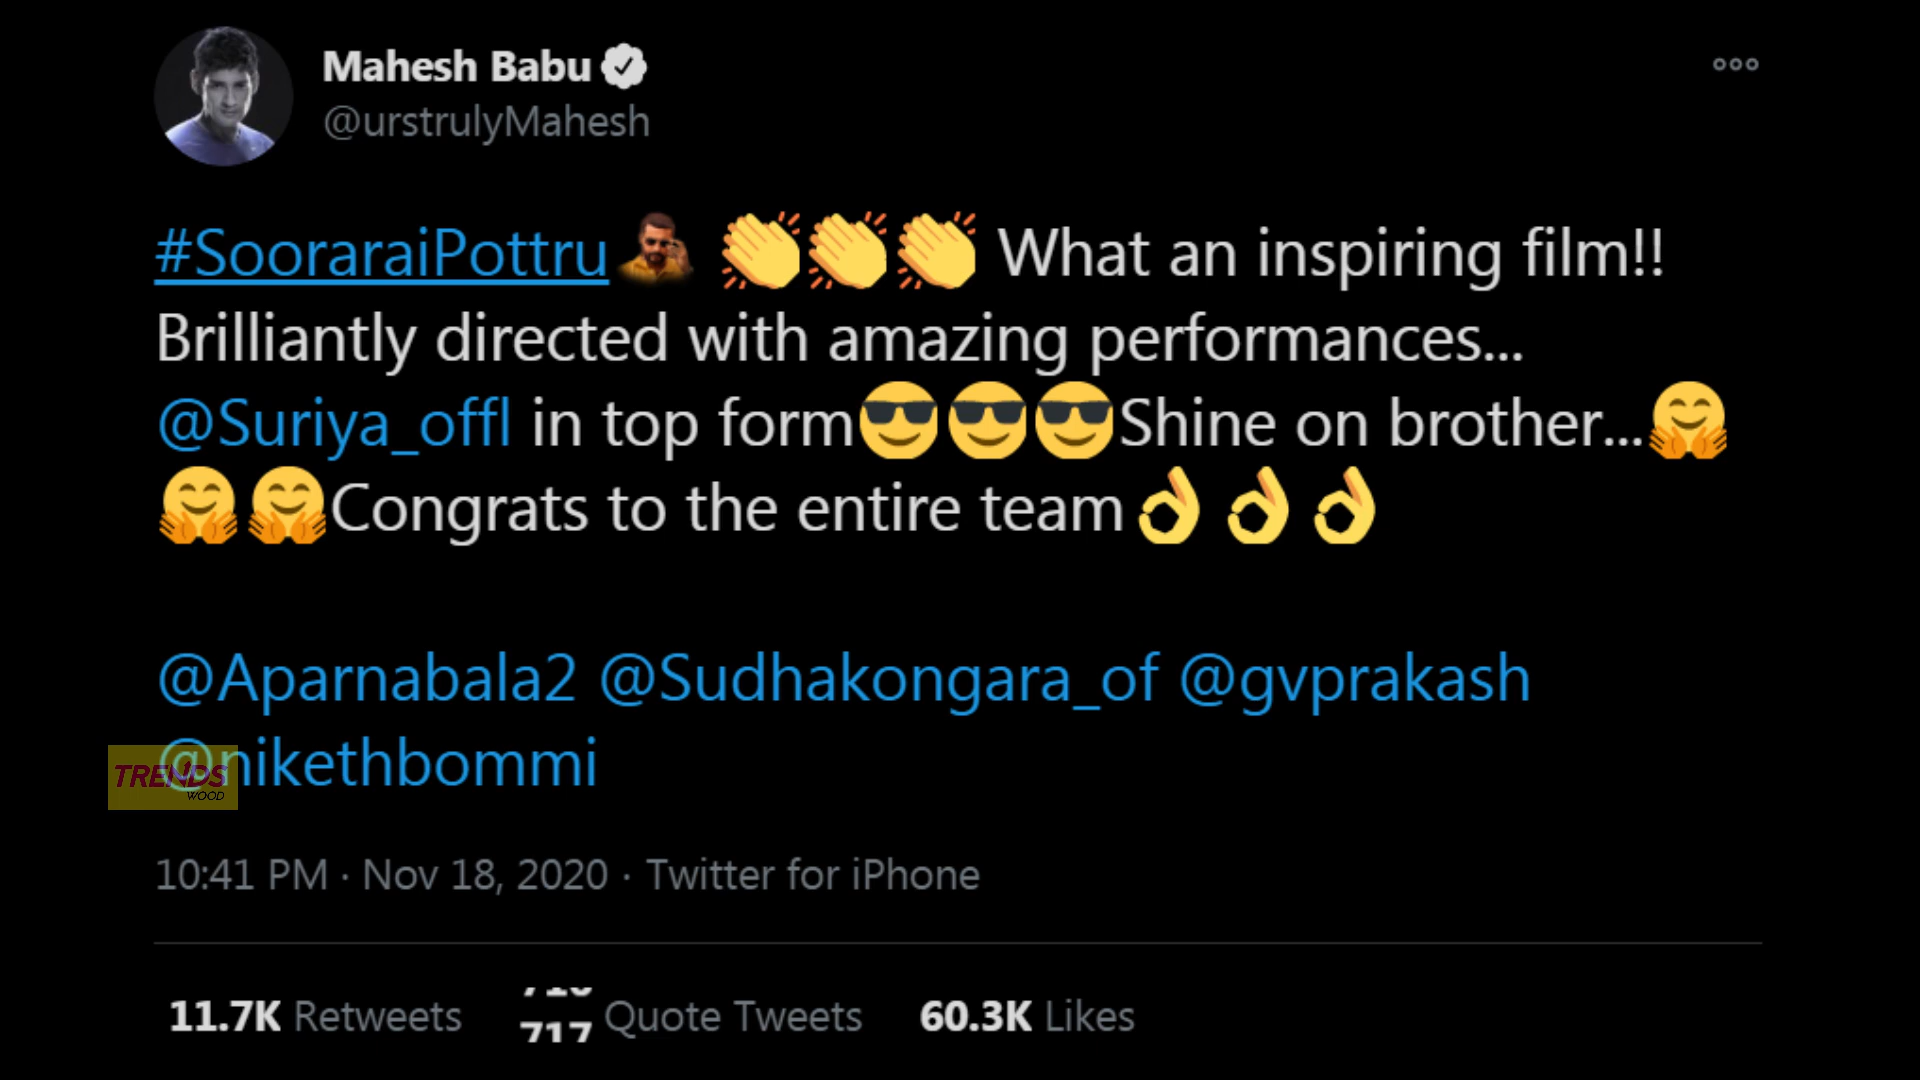 Mahesh Babu
@urstrulyMahesh
#SooraraiPottru 👏👏👏 What an inspiring film!!
Brilliantly directed with amazing performances...
@Suriya_offl in top form😎😎😎Shine on brother...🤗
🤗🤗Congrats to the entire team👌👌👌
@Aparnabala2 @Sudhakongara_of @gvprakash
@nikethbommi
TRENDS
WOOD
10:41 PM · Nov 18, 2020 · Twitter for iPhone
11.7K Retweets 717 Quote Tweets 60.3K Likes